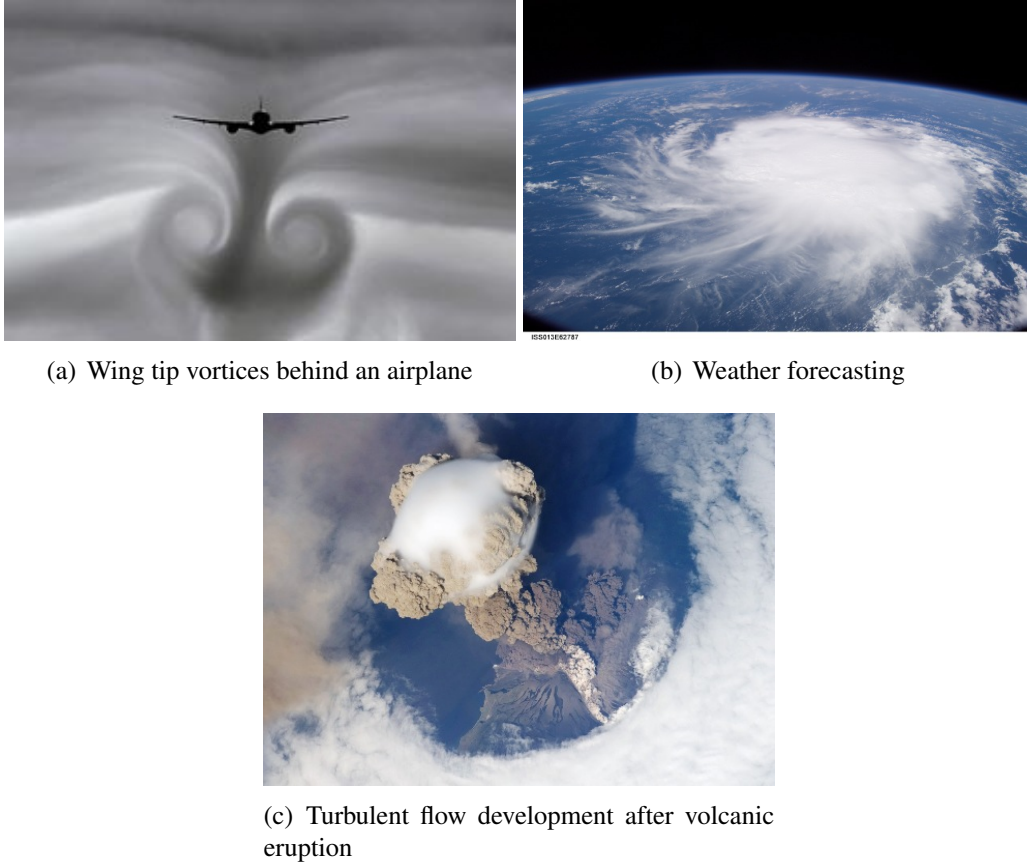 ISS013E62787
(a) Wing tip vortices behind an airplane
(b) Weather forecasting
(c) Turbulent flow development after volcanic
eruption